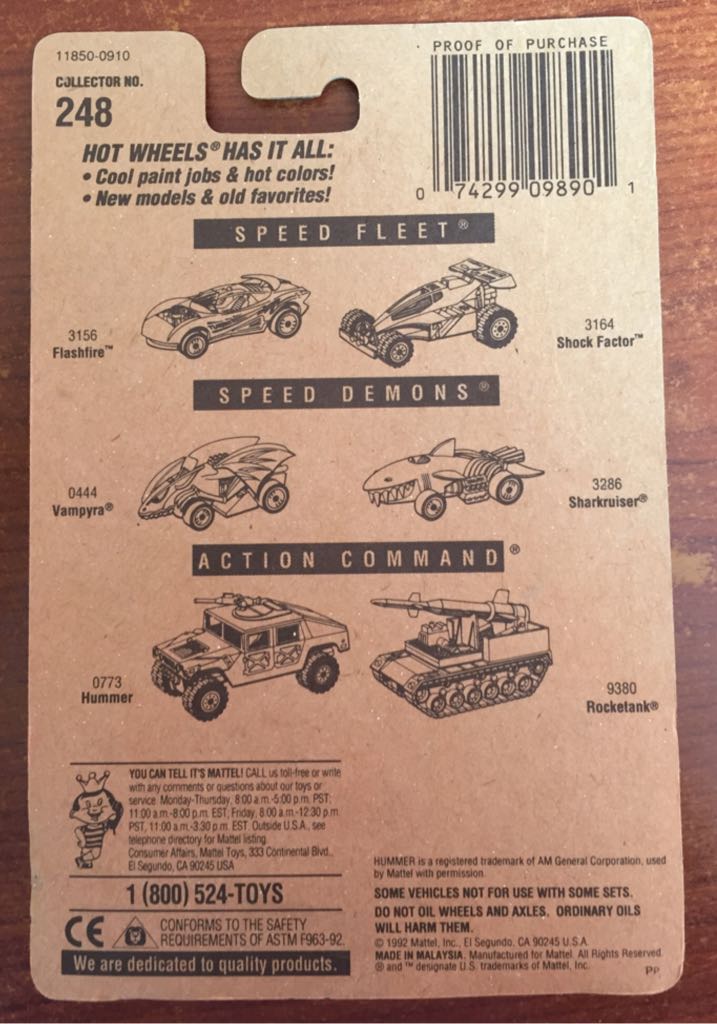 11850-0910
COLLECTOR NO.
248
PROOF OF PURCHASE
0 74299 09890 1
HOT WHEELS® HAS IT ALL:
• Cool paint jobs & hot colors!
• New models & old favorites!
SPEED FLEET®
3156
Flashfire™
3164
Shock Factor™
SPEED DEMONS®
0444
Vampyra®
3286
Sharkruiser®
ACTION COMMAND®
0773
Hummer
9380
Rocketank®
YOU CAN TELL IT'S MATTEL! CALL us toll-free or write
with any comments or questions about our toys or
service. Monday-Thursday, 8:00 a.m.-5:00 p.m. PST;
11:00 a.m.-8:00 p.m. EST; Friday, 8:00 a.m.-12:30 p.m.
PST, 11:00 a.m.-3:30 p.m. EST. Outside U.S.A., see
telephone directory for Mattel listing.
Consumer Affairs, Mattel Toys, 333 Continental Blvd.,
El Segundo, CA 90245 USA
1 (800) 524-TOYS
CE
CONFORMS TO THE SAFETY
REQUIREMENTS OF ASTM F963-92.
We are dedicated to quality products.
HUMMER is a registered trademark of AM General Corporation, used
by Mattel with permission.
SOME VEHICLES NOT FOR USE WITH SOME SETS.
DO NOT OIL WHEELS AND AXLES. ORDINARY OILS
WILL HARM THEM.
© 1992 Mattel, Inc., El Segundo, CA 90245 U.S.A.
MADE IN MALAYSIA. Manufactured for Mattel. All Rights Reserved.
® and ™ designate U.S. trademarks of Mattel, Inc.
PP